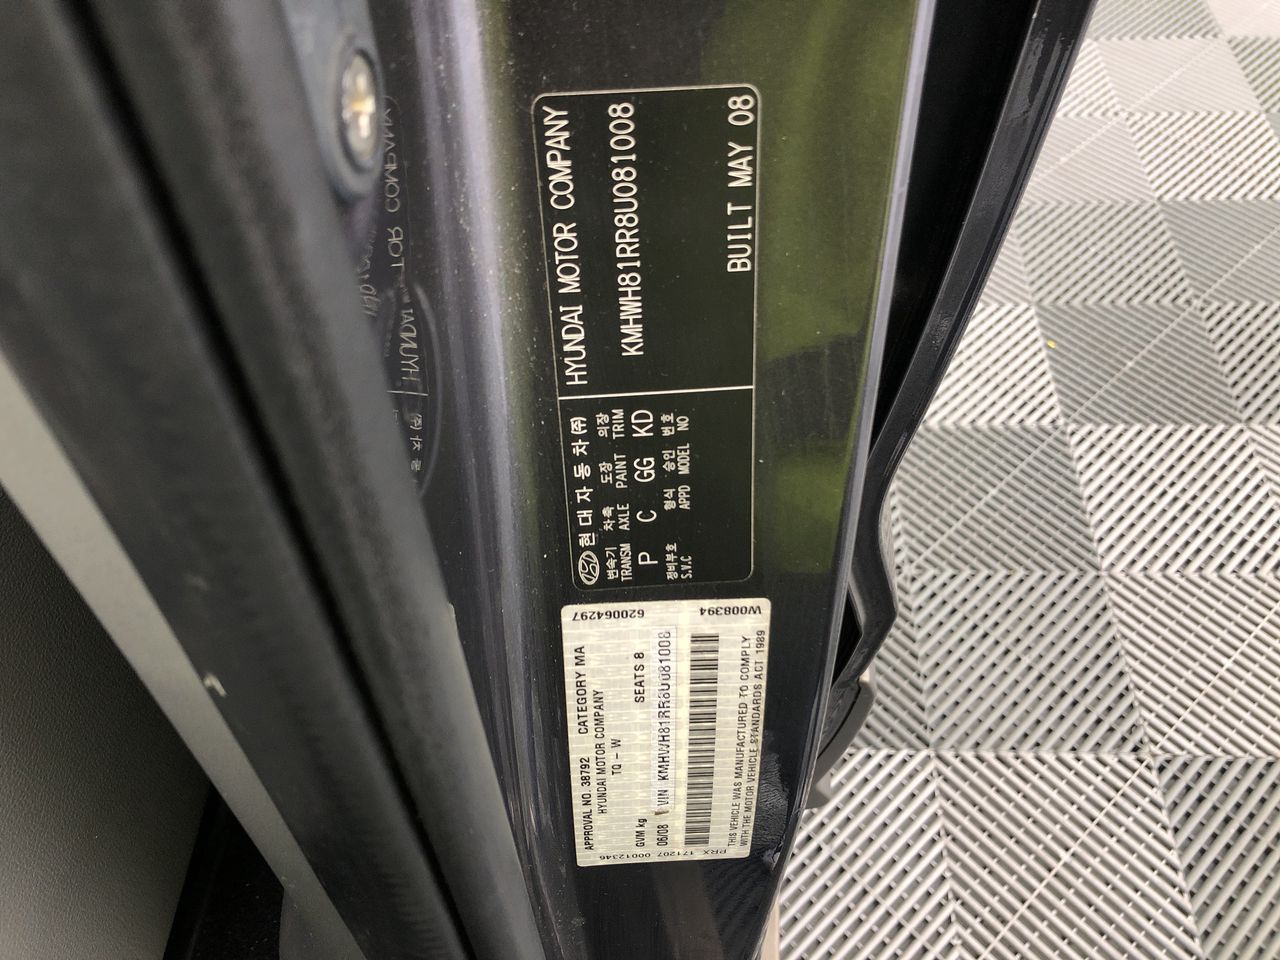 현대자동차(주) HYUNDAI MOTOR COMPANY
변속기 차축 도장 의장
TRANSM AXLE PAINT TRIM
P C GG KD
KMHWH81RR8U081008
정비부호 형식 승인 번호
S.V.C APPD MODEL NO
BUILT MAY 08
APPROVAL NO. 38792 CATEGORY MA
HYUNDAI MOTOR COMPANY
TQ - W
GVM kg SEATS 8
06/08 VIN KMHWH81RR8U081008
THIS VEHICLE WAS MANUFACTURED TO COMPLY
WITH THE MOTOR VEHICLE STANDARDS ACT 1989
620064297
W008394
PRX 171207 00012346